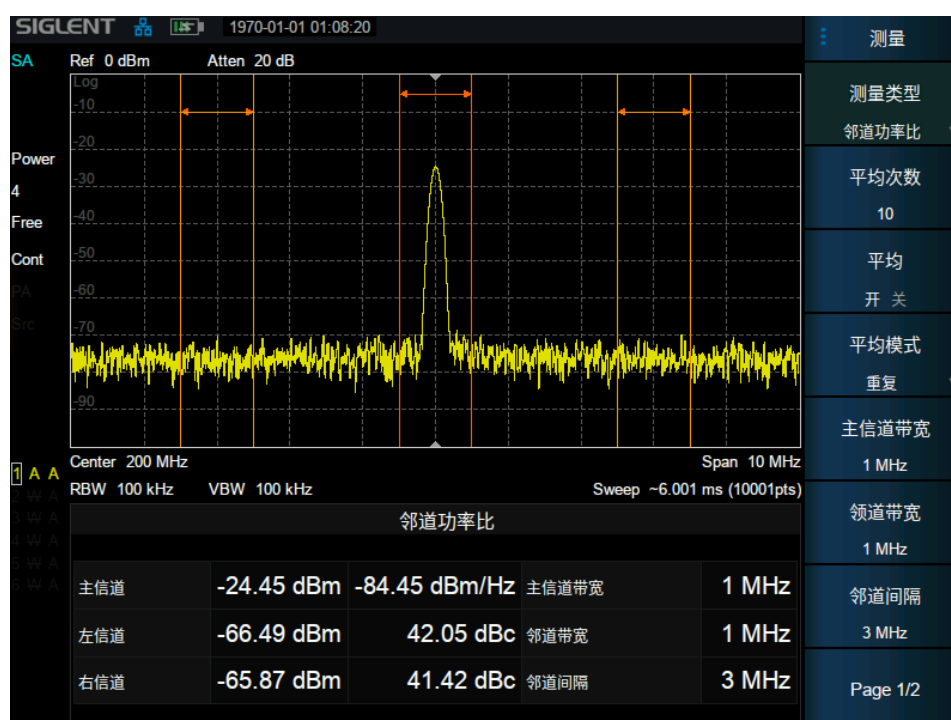 SIGLENT 1970-01-01 01:08:20
测量
SA Ref 0 dBm Atten 20 dB
Log
-10
-20
-30
-40
-50
-60
-70
-90
Power
4
Free
Cont
PA
Src
Center 200 MHz Span 10 MHz
RBW 100 kHz VBW 100 kHz Sweep ~6.001 ms (10001pts)
1 A A
2 W A
3 W A
4 W A
5 W A
6 W A
邻道功率比
主信道 -24.45 dBm -84.45 dBm/Hz 主信道带宽 1 MHz
左信道 -66.49 dBm 42.05 dBc 邻道带宽 1 MHz
右信道 -65.87 dBm 41.42 dBc 邻道间隔 3 MHz
测量类型
邻道功率比
平均次数
10
平均
开 关
平均模式
重复
主信道带宽
1 MHz
领道带宽
1 MHz
邻道间隔
3 MHz
Page 1/2